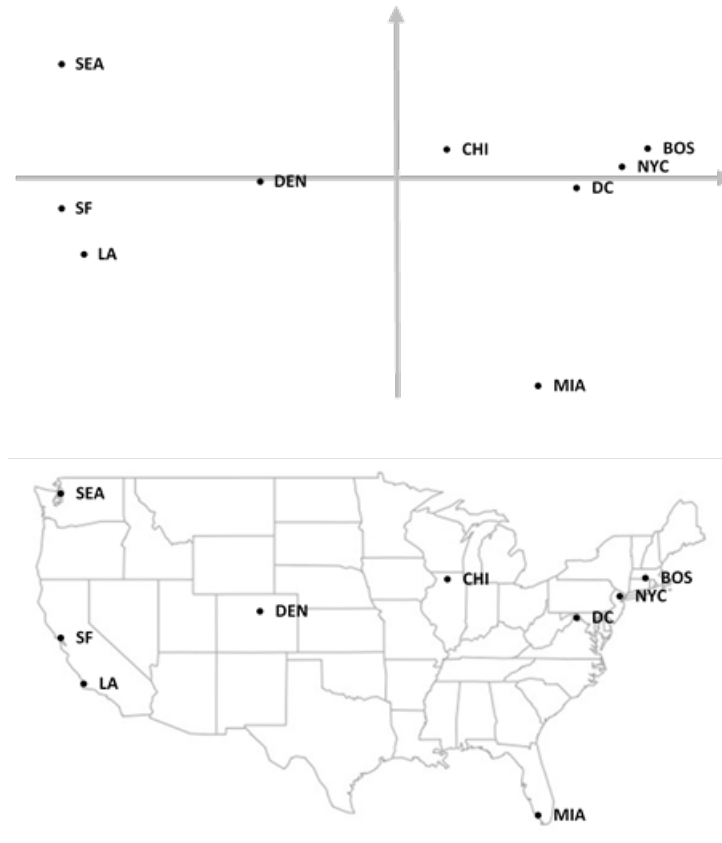 SEA
CHI
BOS
NYC
DEN
DC
SF
LA
MIA
SEA
CHI
BOS
NYC
DEN
DC
SF
LA
MIA